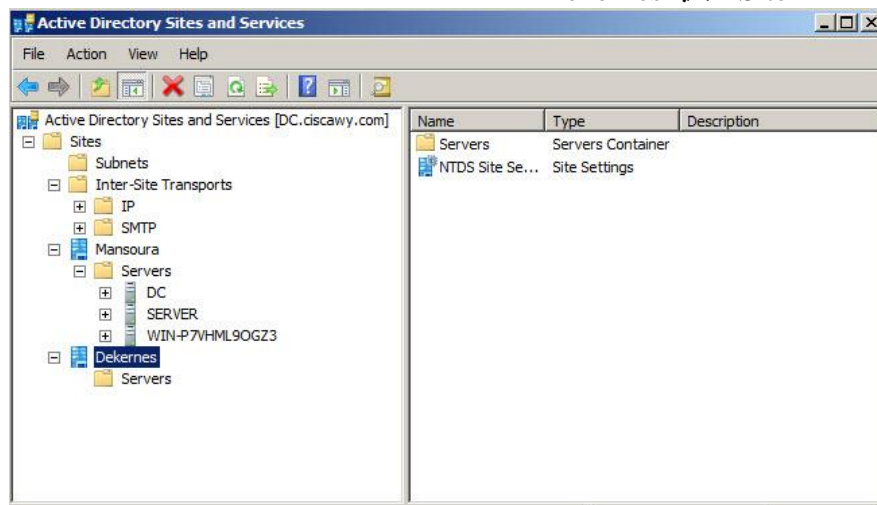 Active Directory Sites and Services
File Action View Help
Active Directory Sites and Services [DC.ciscawy.com]
Sites
Subnets
Inter-Site Transports
IP
SMTP
Mansoura
Servers
DC
SERVER
WIN-P7VHML9OGZ3
Dekernes
Servers
Name Type Description
Servers Servers Container
NTDS Site Se... Site Settings